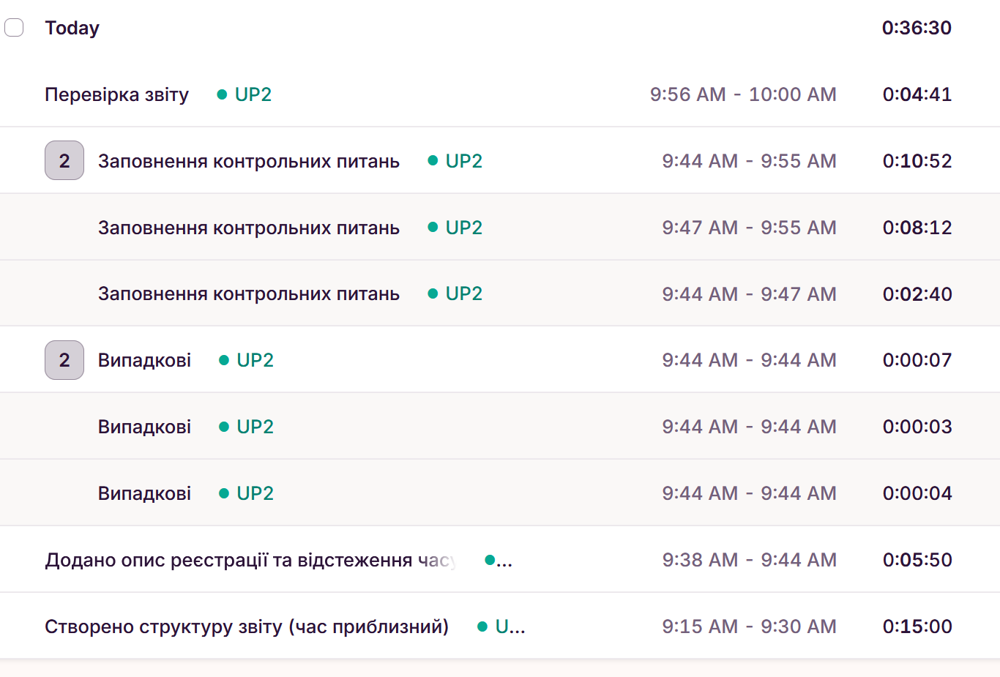 Today 0:36:30
Перевірка звіту UP2 9:56 AM - 10:00 AM 0:04:41
2 Заповнення контрольних питань UP2 9:44 AM - 9:55 AM 0:10:52
Заповнення контрольних питань UP2 9:47 AM - 9:55 AM 0:08:12
Заповнення контрольних питань UP2 9:44 AM - 9:47 AM 0:02:40
2 Випадкові UP2 9:44 AM - 9:44 AM 0:00:07
Випадкові UP2 9:44 AM - 9:44 AM 0:00:03
Випадкові UP2 9:44 AM - 9:44 AM 0:00:04
Додано опис реєстрації та відстеження часу ... 9:38 AM - 9:44 AM 0:05:50
Створено структуру звіту (час приблизний) U... 9:15 AM - 9:30 AM 0:15:00